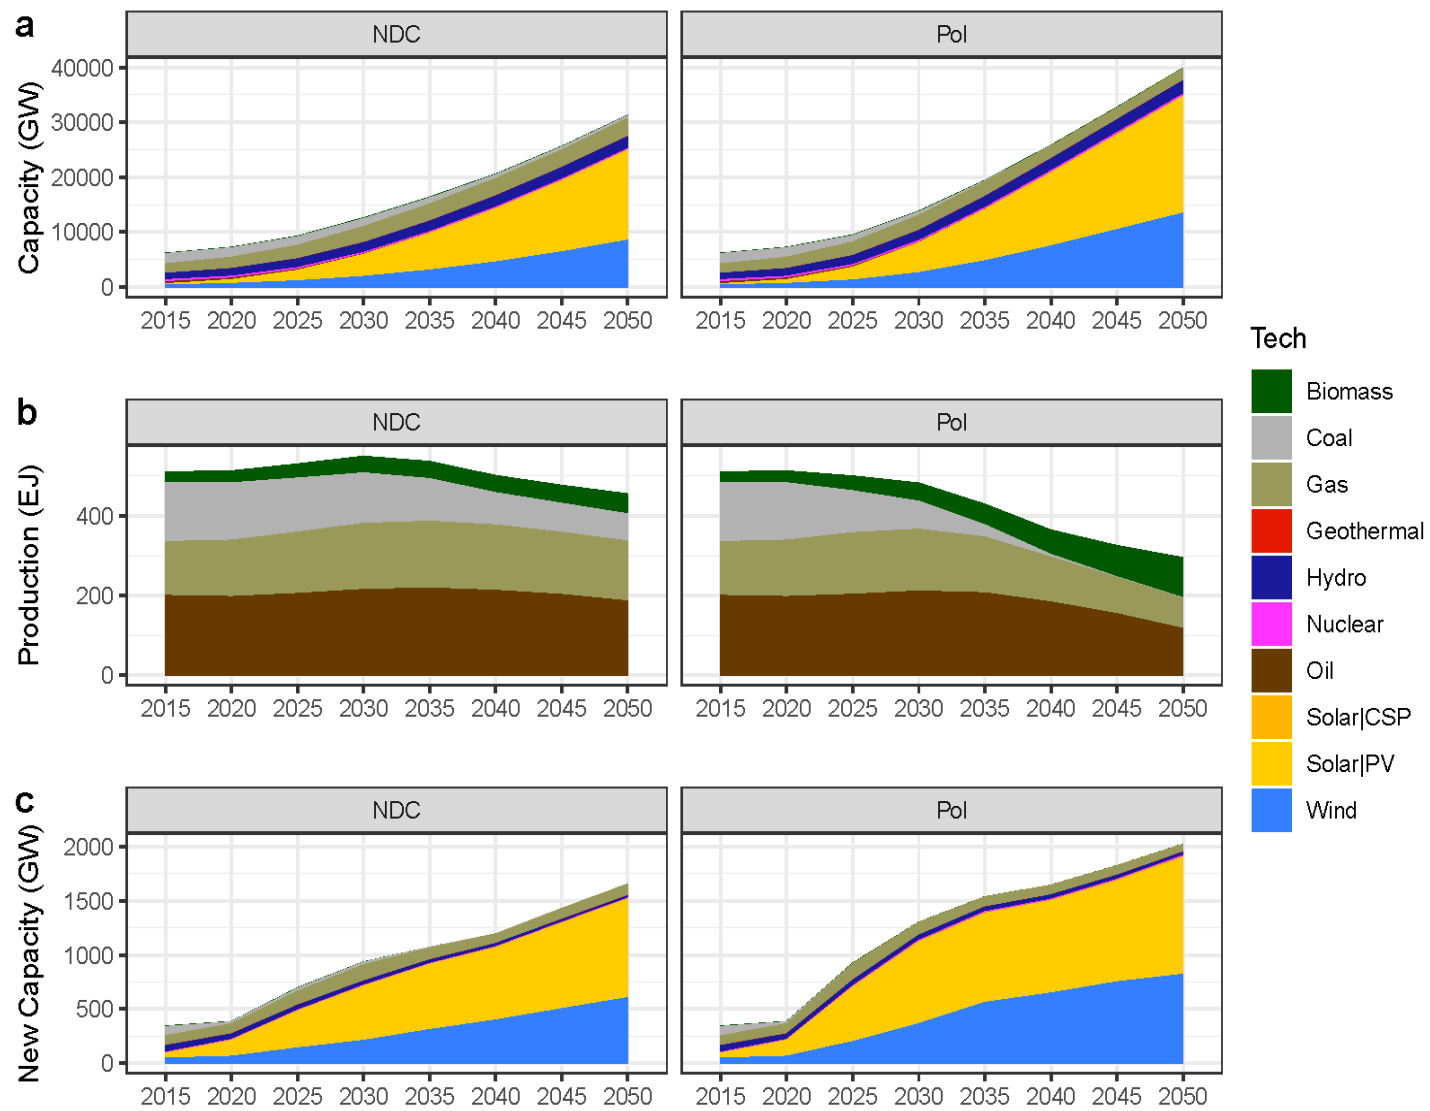 a
NDC
Pol
Capacity (GW)
40000
30000
20000
10000
0
2015 2020 2025 2030 2035 2040 2045 2050
2015 2020 2025 2030 2035 2040 2045 2050
b
NDC
Pol
Production (EJ)
400
200
0
2015 2020 2025 2030 2035 2040 2045 2050
2015 2020 2025 2030 2035 2040 2045 2050
c
NDC
Pol
New Capacity (GW)
2000
1500
1000
500
0
2015 2020 2025 2030 2035 2040 2045 2050
2015 2020 2025 2030 2035 2040 2045 2050
Tech
Biomass
Coal
Gas
Geothermal
Hydro
Nuclear
Oil
Solar|CSP
Solar|PV
Wind